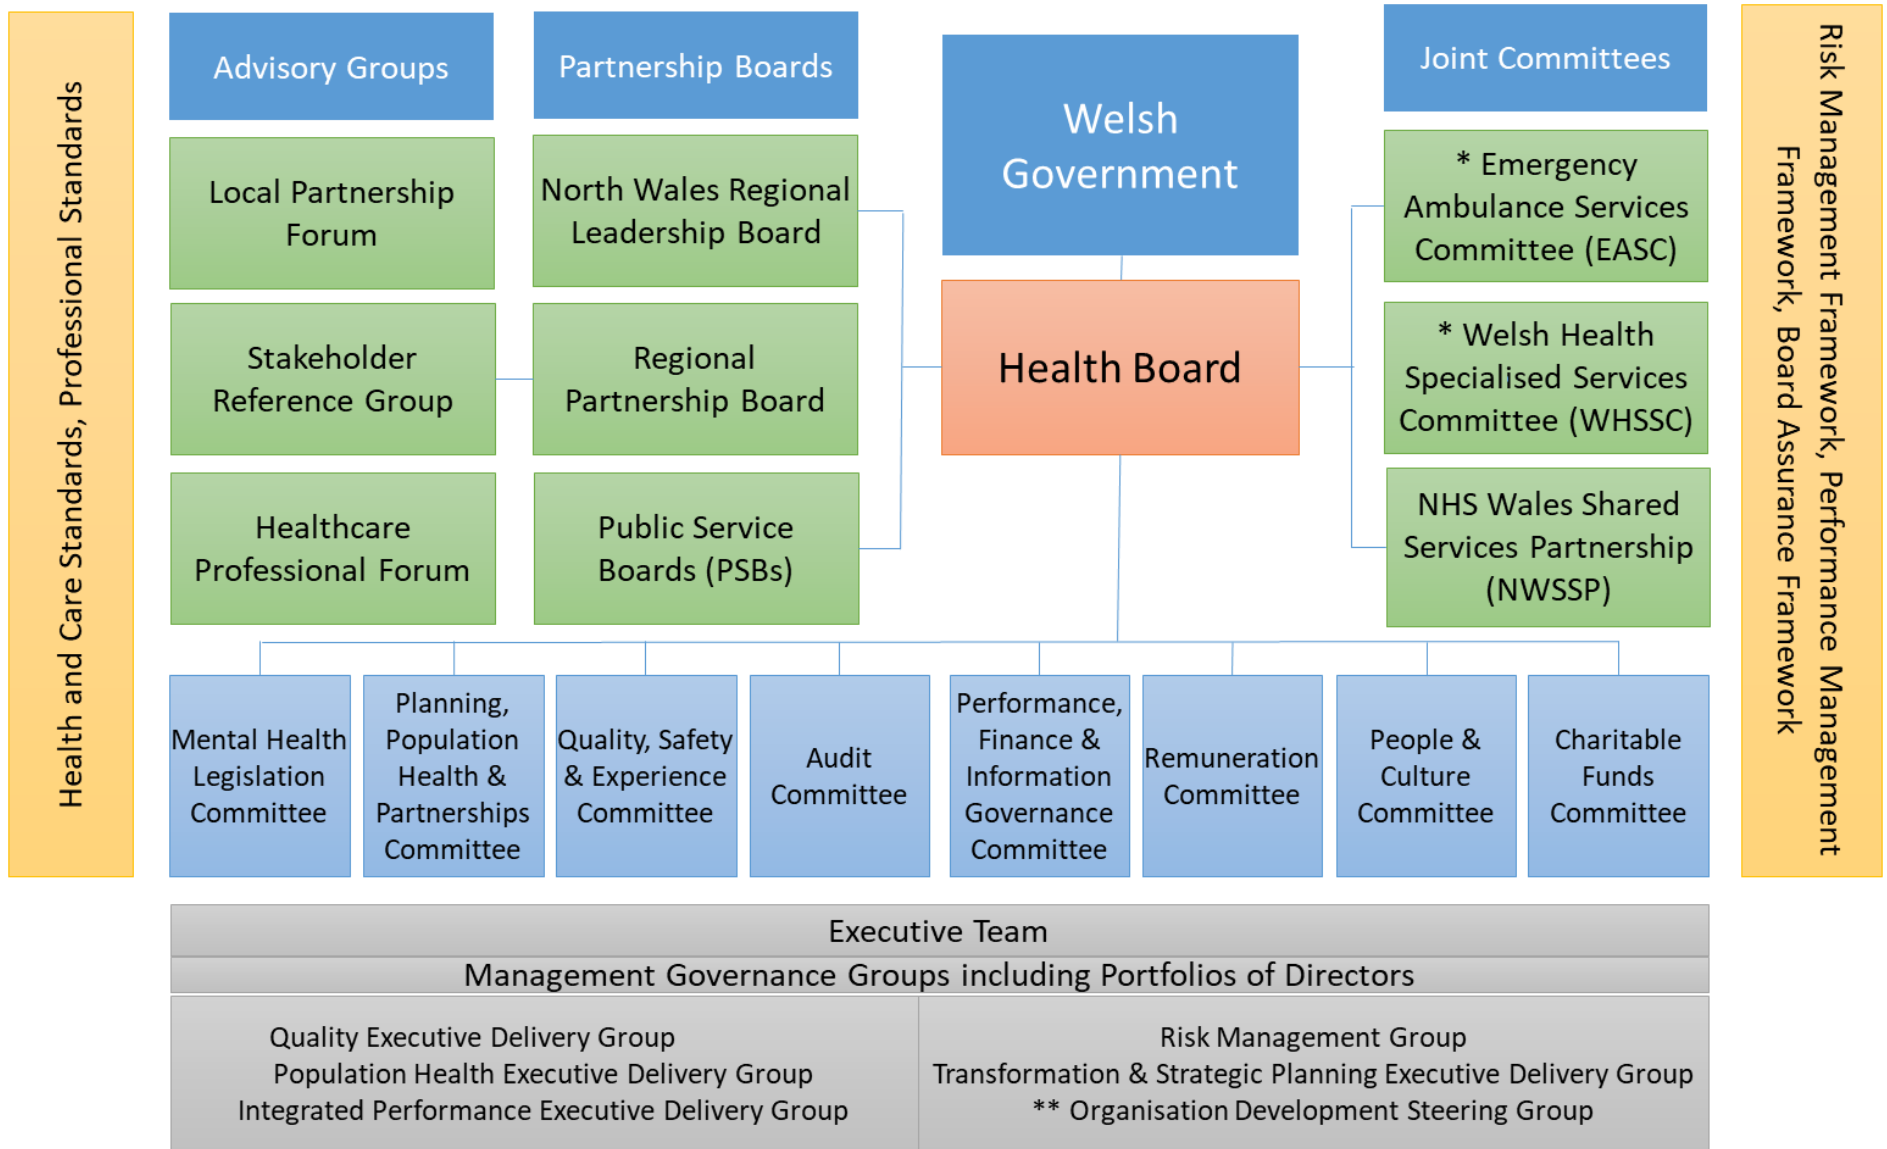 Health and Care Standards, Professional Standards
Advisory Groups
Local Partnership
Forum
Stakeholder
Reference Group
Healthcare
Professional Forum
Partnership Boards
North Wales Regional
Leadership Board
Regional
Partnership Board
Public Service
Boards (PSBs)
Welsh
Government
Health Board
Joint Committees
* Emergency
Ambulance Services
Committee (EASC)
* Welsh Health
Specialised Services
Committee (WHSSC)
NHS Wales Shared
Services Partnership
(NWSSP)
Risk Management Framework, Performance Management
Framework, Board Assurance Framework
Mental Health
Legislation
Committee
Planning,
Population
Health &
Partnerships
Committee
Quality, Safety
& Experience
Committee
Audit
Committee
Performance,
Finance &
Information
Governance
Committee
Remuneration
Committee
People &
Culture
Committee
Charitable
Funds
Committee
Executive Team
Management Governance Groups including Portfolios of Directors
Quality Executive Delivery Group
Population Health Executive Delivery Group
Integrated Performance Executive Delivery Group
Risk Management Group
Transformation & Strategic Planning Executive Delivery Group
** Organisation Development Steering Group